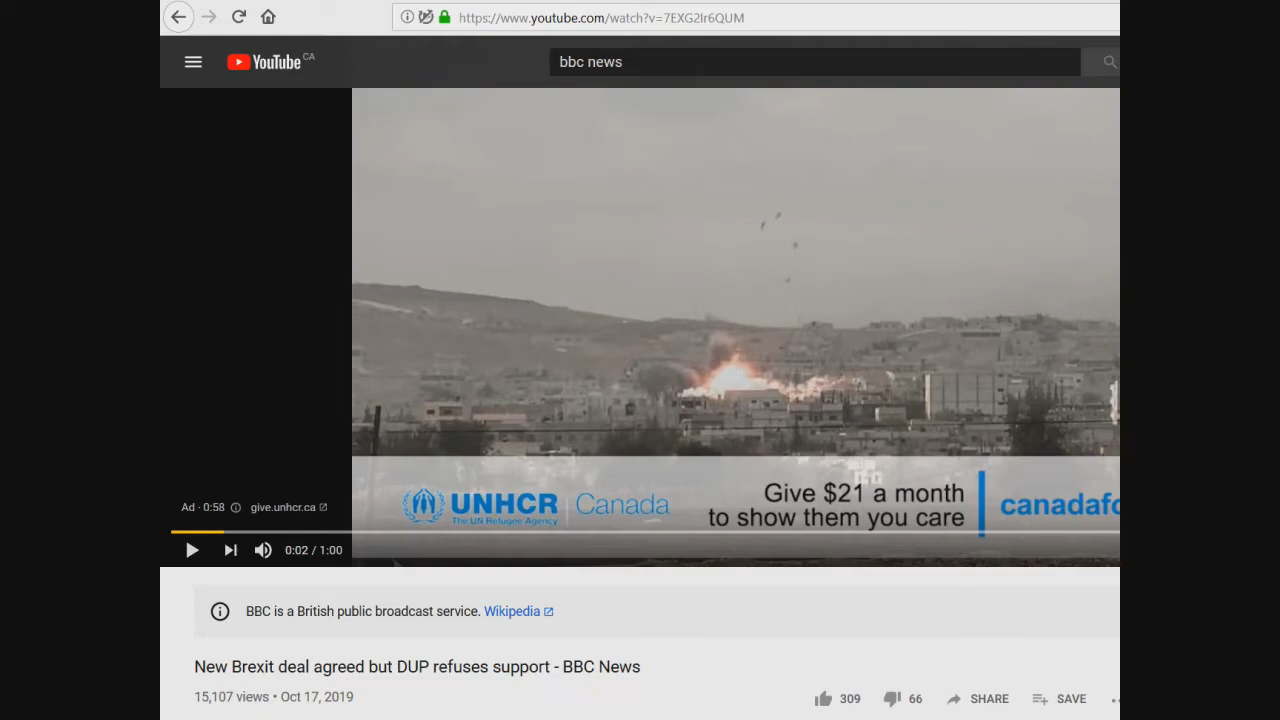 https://www.youtube.com/watch?v=7EXG2Ir6QUM
YouTube CA
bbc news
UNHCR Canada
The UN Refugee Agency
Give $21 a month
to show them you care
canadafo
Ad · 0:58 give.unhcr.ca
0:02 / 1:00
BBC is a British public broadcast service. Wikipedia
New Brexit deal agreed but DUP refuses support - BBC News
15,107 views • Oct 17, 2019
309 66 SHARE SAVE